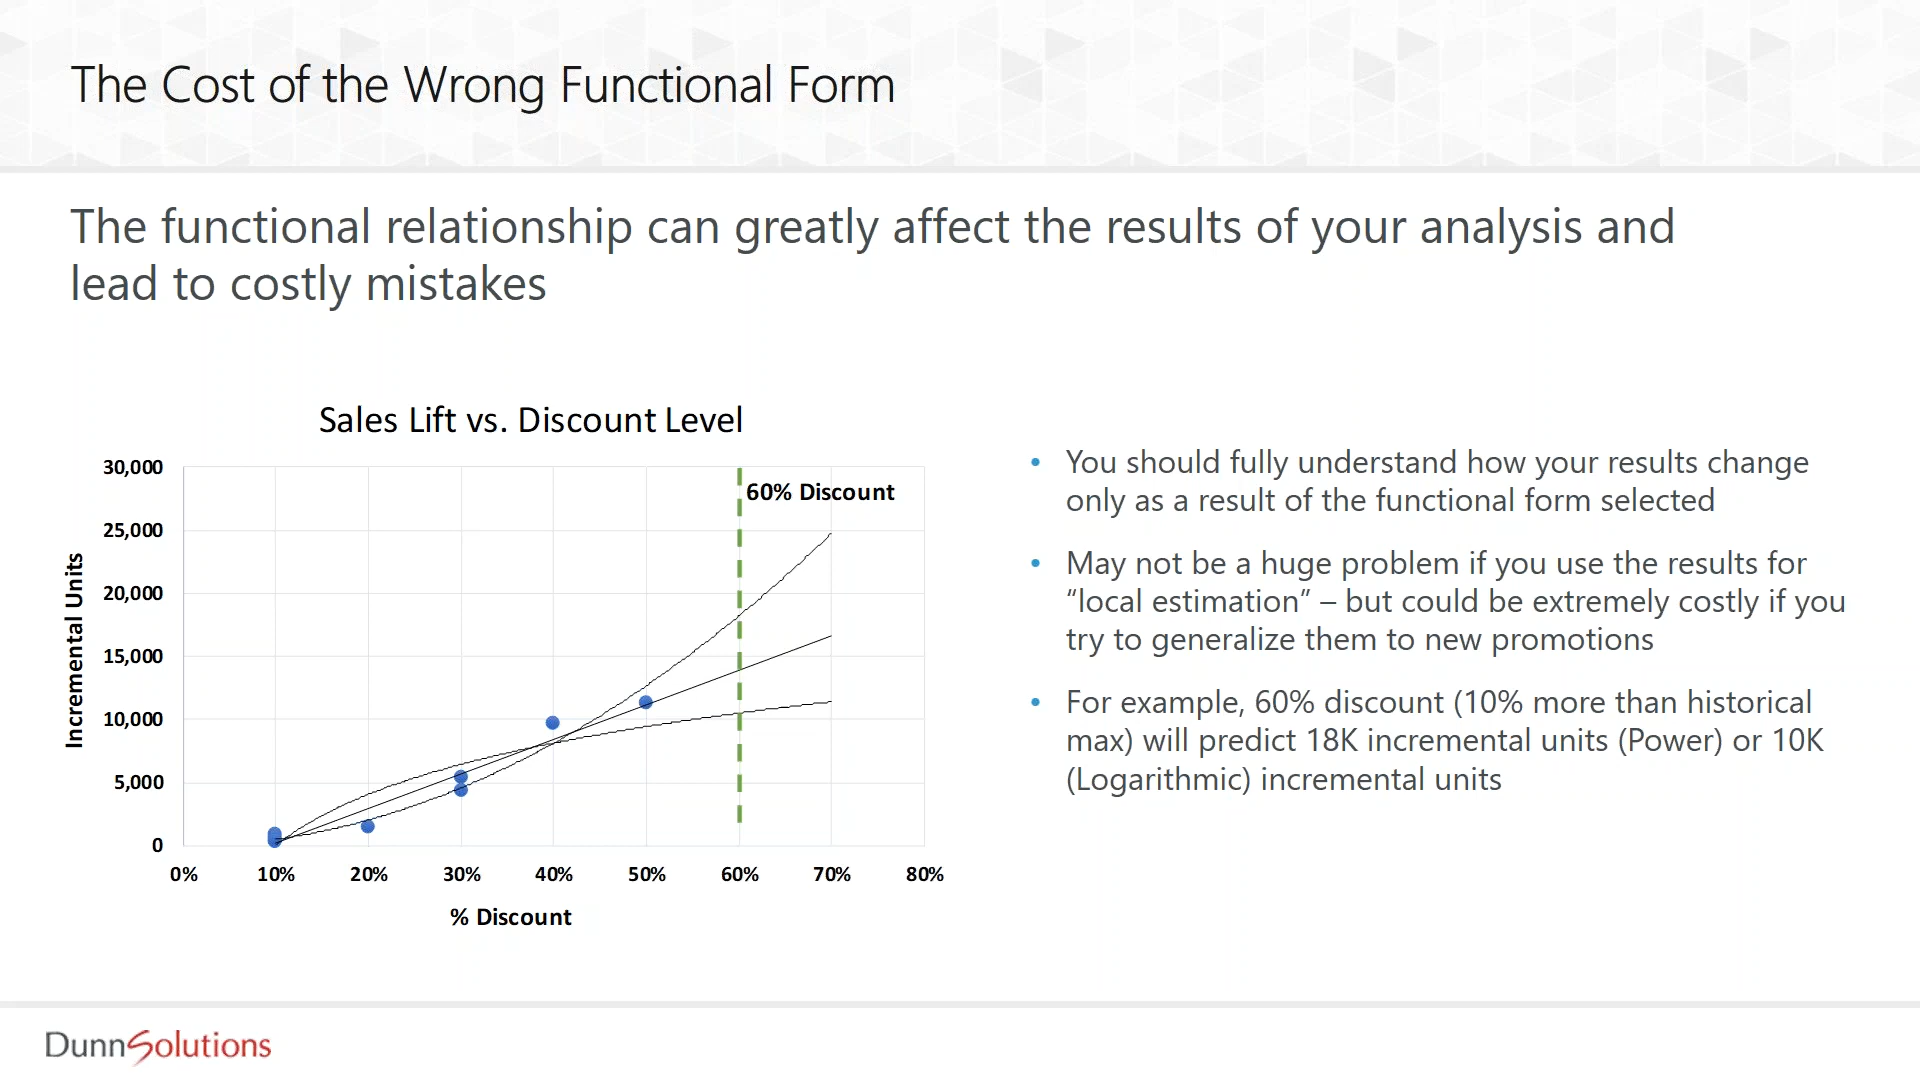 The Cost of the Wrong Functional Form
The functional relationship can greatly affect the results of your analysis and
lead to costly mistakes
Sales Lift vs. Discount Level
30,000
25,000
20,000
15,000
10,000
5,000
0
Incremental Units
60% Discount
0% 10% 20% 30% 40% 50% 60% 70% 80%
% Discount
• You should fully understand how your results change
only as a result of the functional form selected
• May not be a huge problem if you use the results for
“local estimation” – but could be extremely costly if you
try to generalize them to new promotions
• For example, 60% discount (10% more than historical
max) will predict 18K incremental units (Power) or 10K
(Logarithmic) incremental units
DunnSolutions